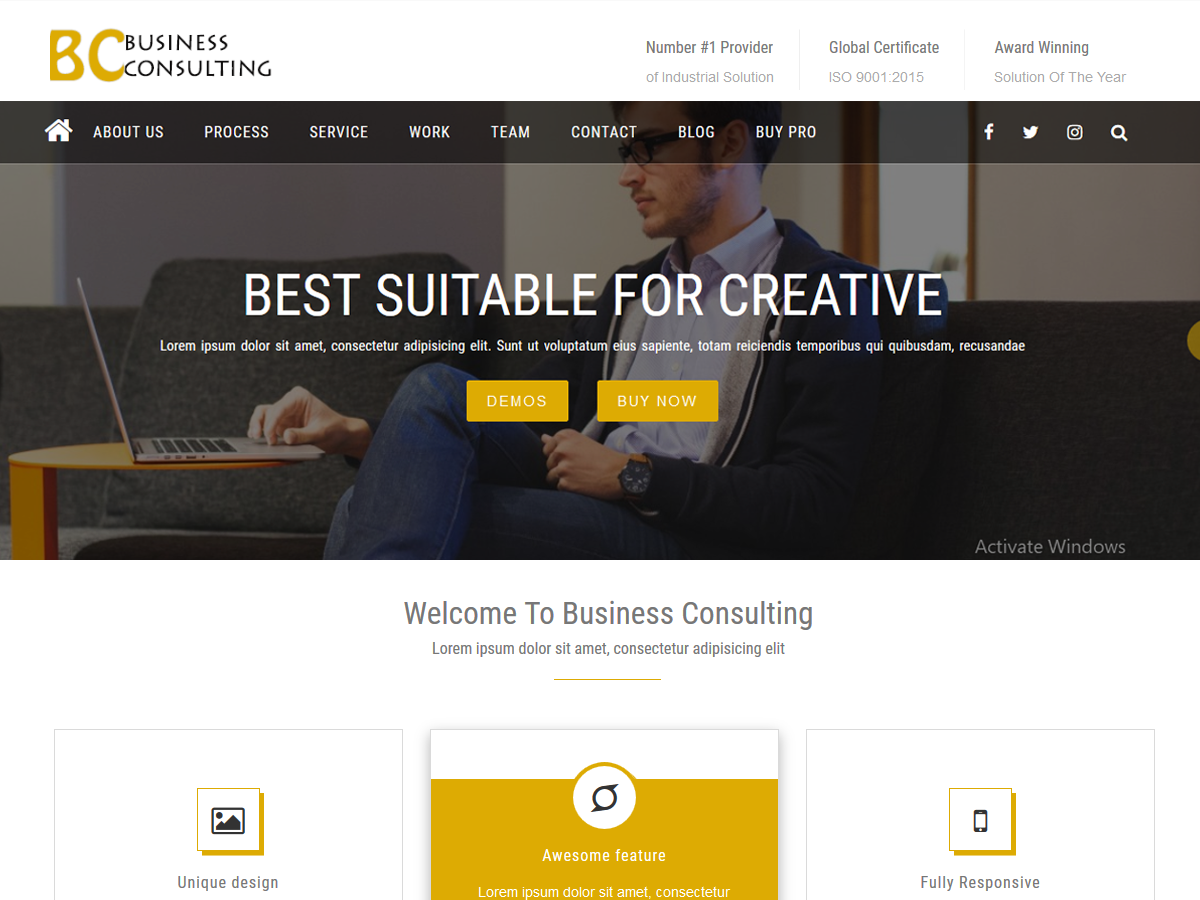 BC BUSINESS
CONSULTING
Number #1 Provider
of Industrial Solution
Global Certificate
ISO 9001:2015
Award Winning
Solution Of The Year
ABOUT US PROCESS SERVICE WORK TEAM CONTACT BLOG BUY PRO
BEST SUITABLE FOR CREATIVE
Lorem ipsum dolor sit amet, consectetur adipisicing elit. Sunt ut voluptatum eius sapiente, totam reiciendis temporibus qui quibusdam, recusandae
DEMOS
BUY NOW
Activate Windows
Welcome To Business Consulting
Lorem ipsum dolor sit amet, consectetur adipisicing elit
Unique design
Awesome feature
Lorem ipsum dolor sit amet, consectetur
Fully Responsive